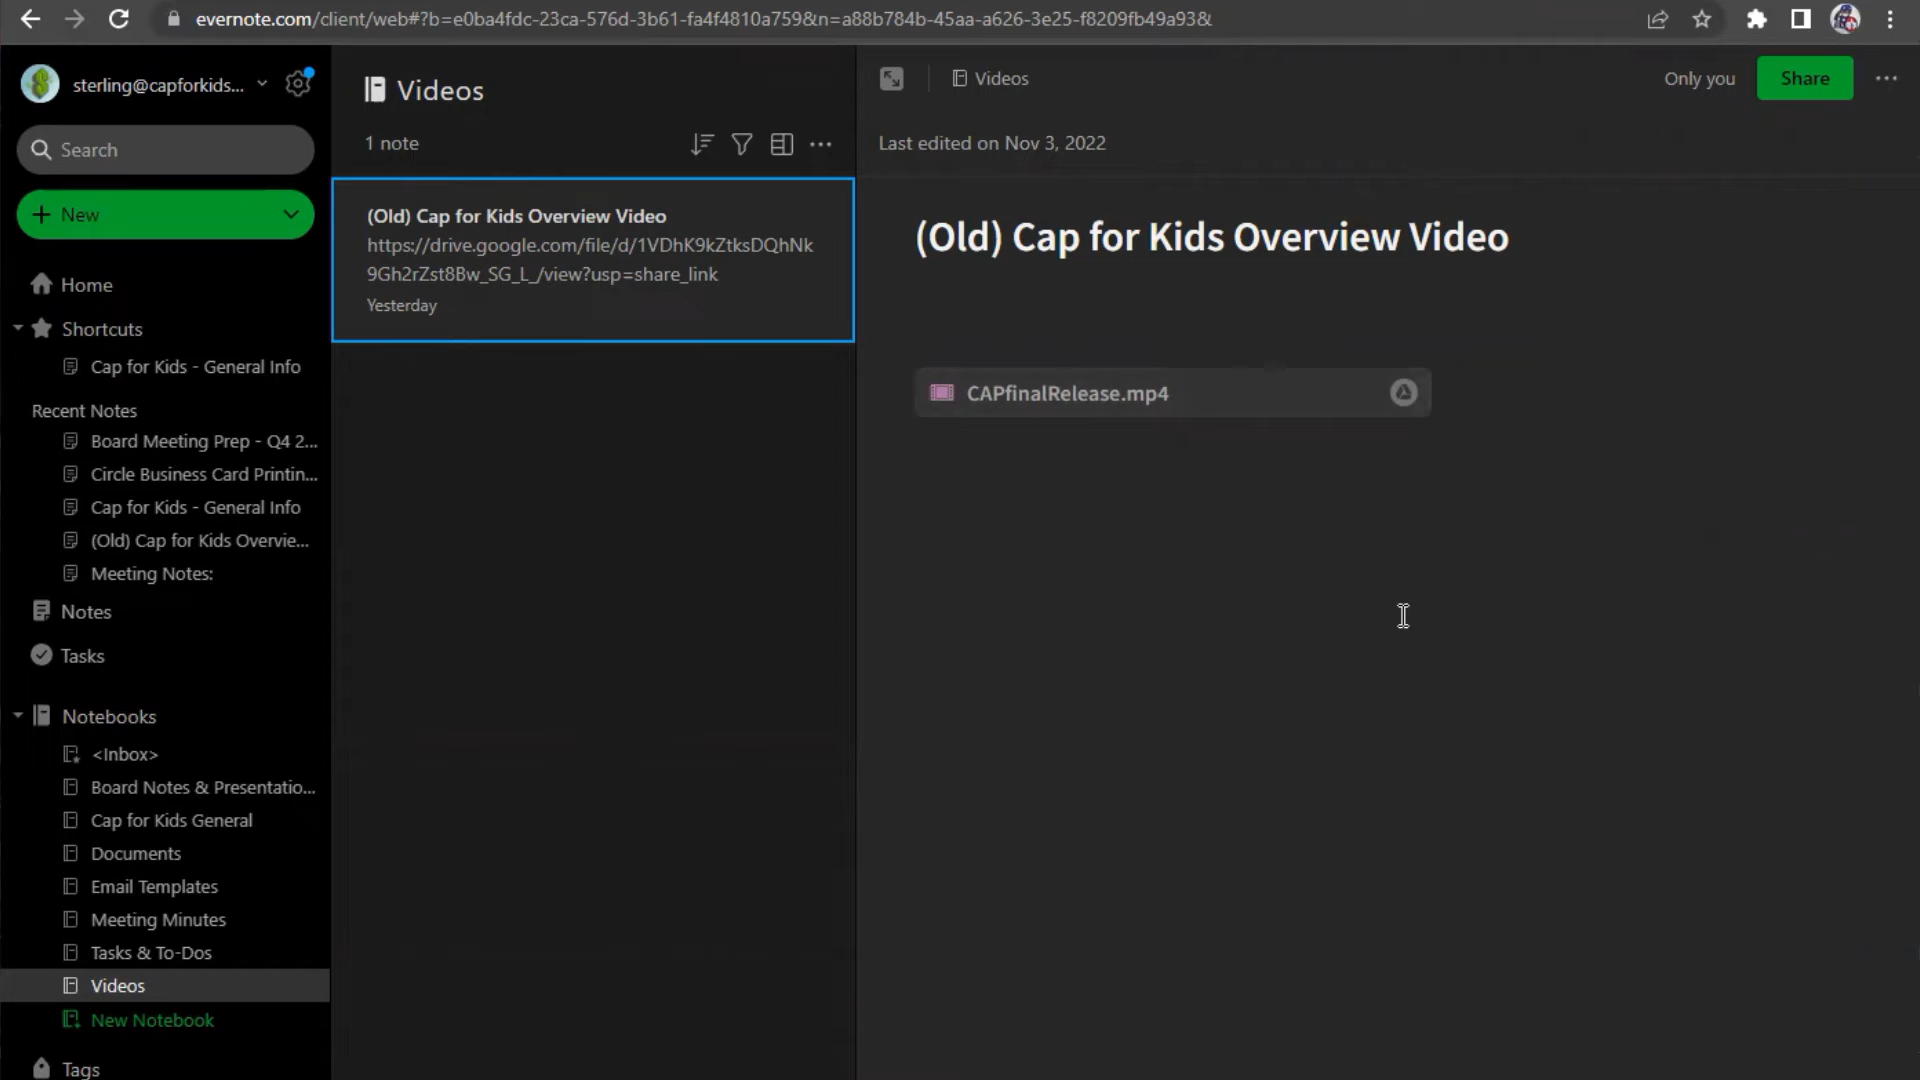 evernote.com/client/web#?b=e0ba4fdc-23ca-576d-3b61-fa4f4810a759&n=a88b784b-45aa-a626-3e25-f8209fb49a93&
sterling@capforkids...
Search
New
Home
Shortcuts
Cap for Kids - General Info
Recent Notes
Board Meeting Prep - Q4 2...
Circle Business Card Printin...
Cap for Kids - General Info
(Old) Cap for Kids Overvie...
Meeting Notes:
Notes
Tasks
Notebooks
<Inbox>
Board Notes & Presentatio...
Cap for Kids General
Documents
Email Templates
Meeting Minutes
Tasks & To-Dos
Videos
New Notebook
Tags
Videos
1 note
(Old) Cap for Kids Overview Video
https://drive.google.com/file/d/1VDhK9kZtksDQhNk
9Gh2rZst8Bw_SG_L_/view?usp=share_link
Yesterday
Videos
Only you
Share
Last edited on Nov 3, 2022
(Old) Cap for Kids Overview Video
CAPfinalRelease.mp4